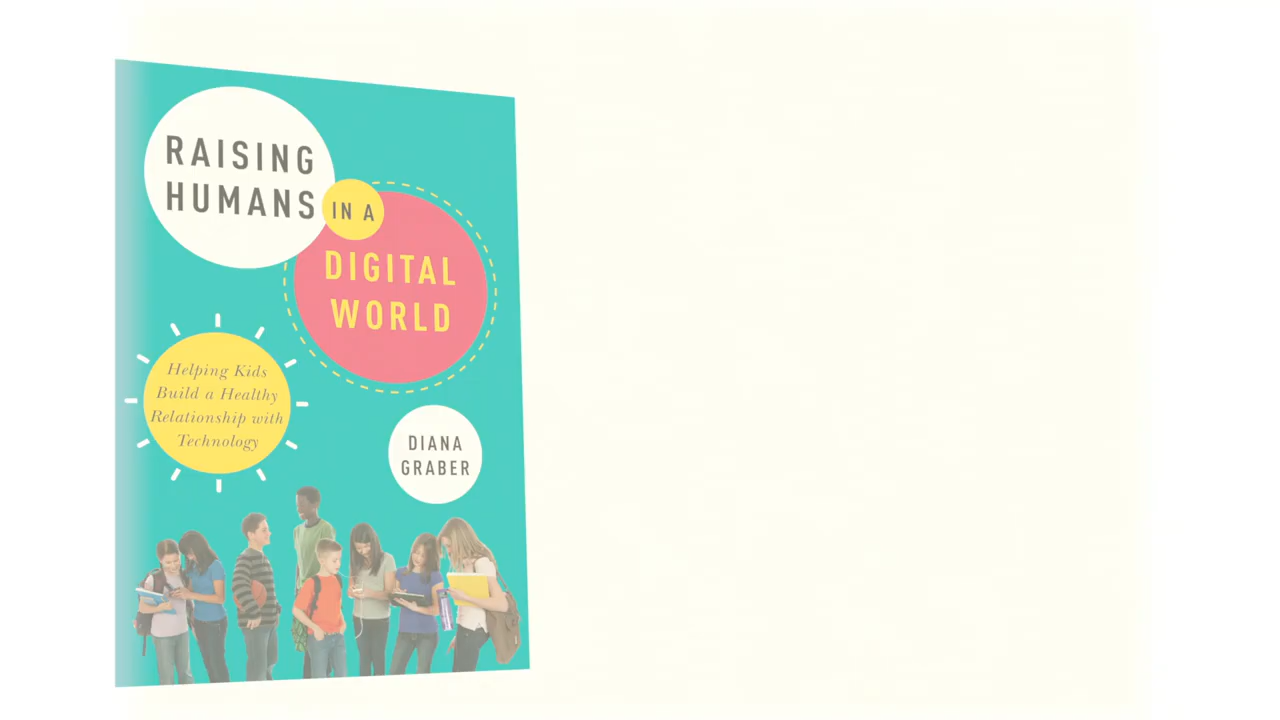 RAISING
HUMANS
IN A
DIGITAL
WORLD
Helping Kids
Build a Healthy
Relationship with
Technology
DIANA
GRABER